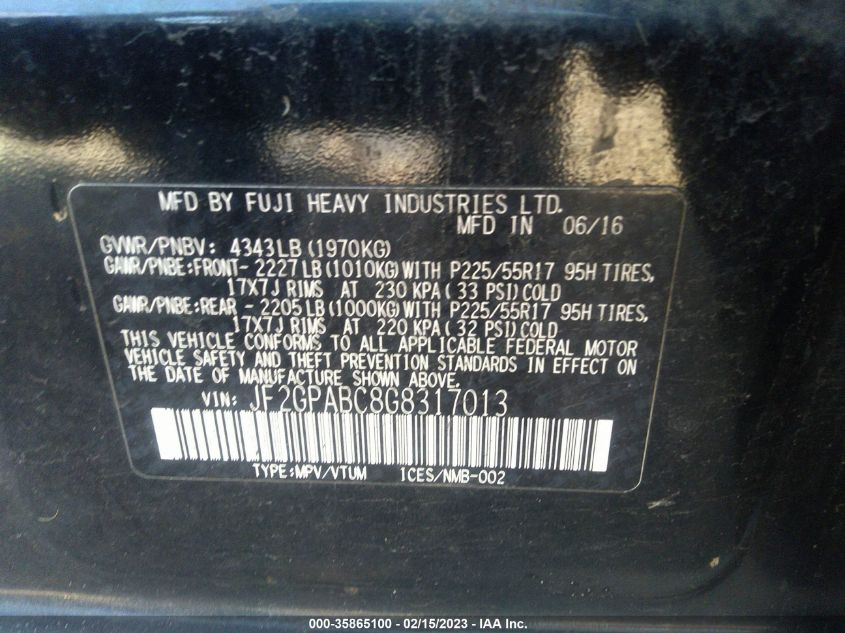 MFD BY FUJI HEAVY INDUSTRIES LTD.
MFD IN 06/16
GVWR/PNBV: 4343LB (1970KG)
GAWR/PNBE:FRONT- 2227LB (1010KG) WITH P225/55R17 95H TIRES,
17X7J RIMS AT 230 KPA ( 33 PSI) COLD
GAWR/PNBE:REAR - 2205LB (1000KG) WITH P225/55R17 95H TIRES,
17X7J RIMS AT 220 KPA ( 32 PSI) COLD
THIS VEHICLE CONFORMS TO ALL APPLICABLE FEDERAL MOTOR
VEHICLE SAFETY AND THEFT PREVENTION STANDARDS IN EFFECT ON
THE DATE OF MANUFACTURE SHOWN ABOVE.
VIN: JF2GPABC8G8317013
TYPE:MPV/VTUM ICES/NMB-002
000-35865100 - 02/15/2023 - IAA Inc.